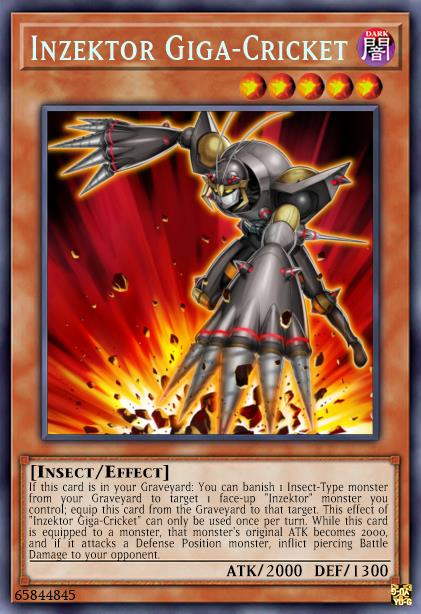 INZEKTOR GIGA-CRICKET
DARK
闇
[INSECT/EFFECT]
If this card is in your Graveyard: You can banish 1 Insect-Type monster
from your Graveyard to target 1 face-up "Inzektor" monster you
control; equip this card from the Graveyard to that target. This effect of
"Inzektor Giga-Cricket" can only be used once per turn. While this card
is equipped to a monster, that monster's original ATK becomes 2000,
and if it attacks a Defense Position monster, inflict piercing Battle
Damage to your opponent.
ATK/2000 DEF/1300
65844845